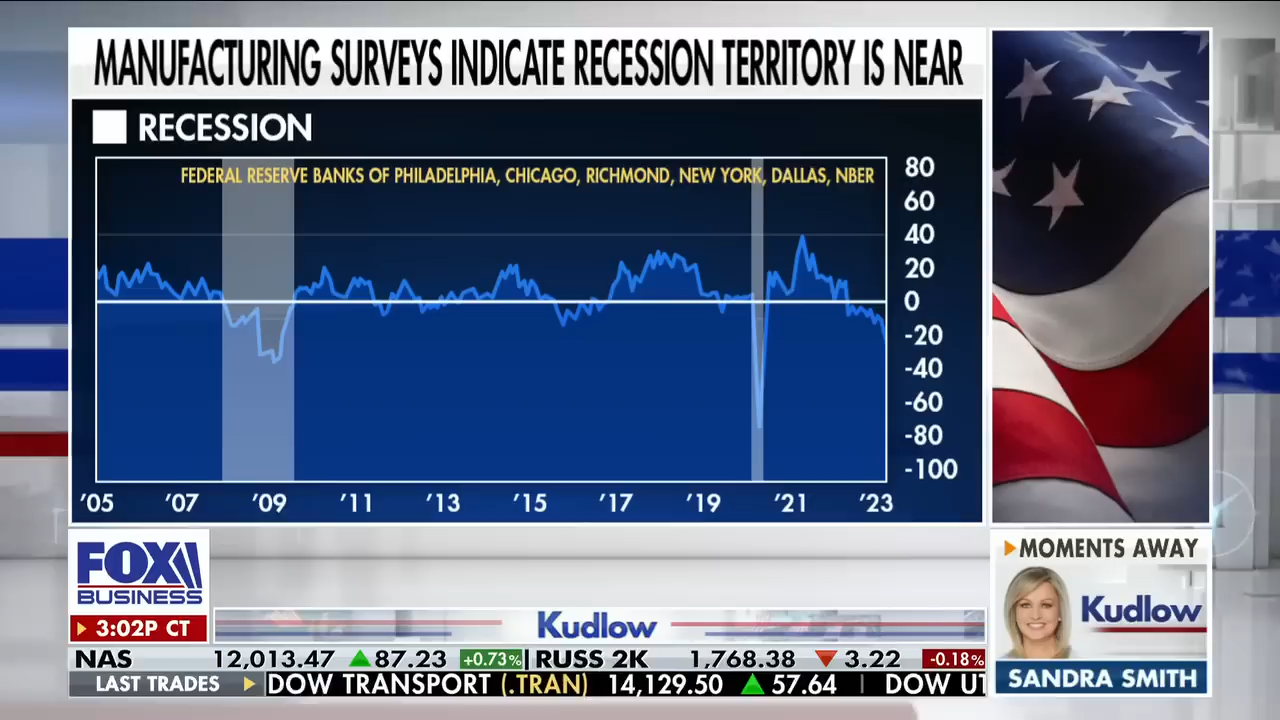 MANUFACTURING SURVEYS INDICATE RECESSION TERRITORY IS NEAR
RECESSION
FEDERAL RESERVE BANKS OF PHILADELPHIA, CHICAGO, RICHMOND, NEW YORK, DALLAS, NBER
80
60
40
20
0
-20
-40
-60
-80
-100
'05 '07 '09 '11 '13 '15 '17 '19 '21 '23
FOX
BUSINESS
3:02P CT
Kudlow
MOMENTS AWAY
Kudlow
SANDRA SMITH
NAS 12,013.47 87.23 +0.73% RUSS 2K 1,768.38 3.22 -0.18%
LAST TRADES DOW TRANSPORT (.TRAN) 14,129.50 57.64 DOW